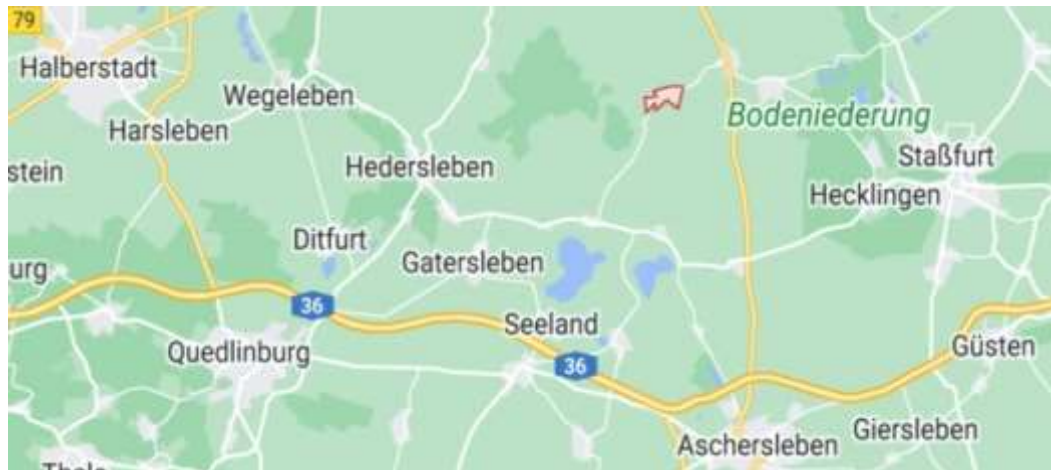 79
Halberstadt
Wegeleben
Harsleben
Bodeniederung
Staßfurt
stein
Hedersleben
Hecklingen
Ditfurt
urg
Gatersleben
36
Seeland
Quedlinburg
36
Güsten
Giersleben
Aschersleben
Thale